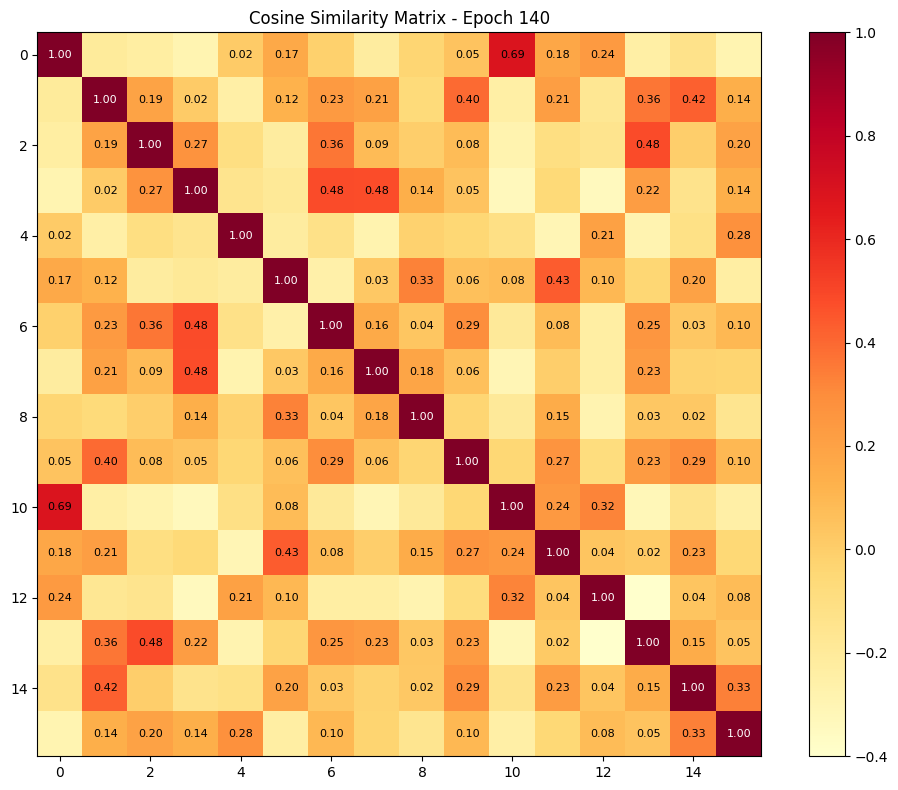 Cosine Similarity Matrix - Epoch 140
0 1.00 0.02 0.17 0.05 0.69 0.18 0.24
1.00 0.19 0.02 0.12 0.23 0.21 0.40 0.21 0.36 0.42 0.14
2 0.19 1.00 0.27 0.36 0.09 0.08 0.48 0.20
0.02 0.27 1.00 0.48 0.48 0.14 0.05 0.22 0.14
4 0.02 1.00 0.21 0.28
0.17 0.12 1.00 0.03 0.33 0.06 0.08 0.43 0.10 0.20
6 0.23 0.36 0.48 1.00 0.16 0.04 0.29 0.08 0.25 0.03 0.10
0.21 0.09 0.48 0.03 0.16 1.00 0.18 0.06 0.23
8 0.14 0.33 0.04 0.18 1.00 0.15 0.03 0.02
0.05 0.40 0.08 0.05 0.06 0.29 0.06 1.00 0.27 0.23 0.29 0.10
10 0.69 0.08 1.00 0.24 0.32
0.18 0.21 0.43 0.08 0.15 0.27 0.24 1.00 0.04 0.02 0.23
12 0.24 0.21 0.10 0.32 0.04 1.00 0.04 0.08
0.36 0.48 0.22 0.25 0.23 0.03 0.23 0.02 1.00 0.15 0.05
14 0.42 0.20 0.03 0.02 0.29 0.23 0.04 0.15 1.00 0.33
0.14 0.20 0.14 0.28 0.10 0.10 0.08 0.05 0.33 1.00
0 2 4 6 8 10 12 14
1.0
0.8
0.6
0.4
0.2
0.0
−0.2
−0.4